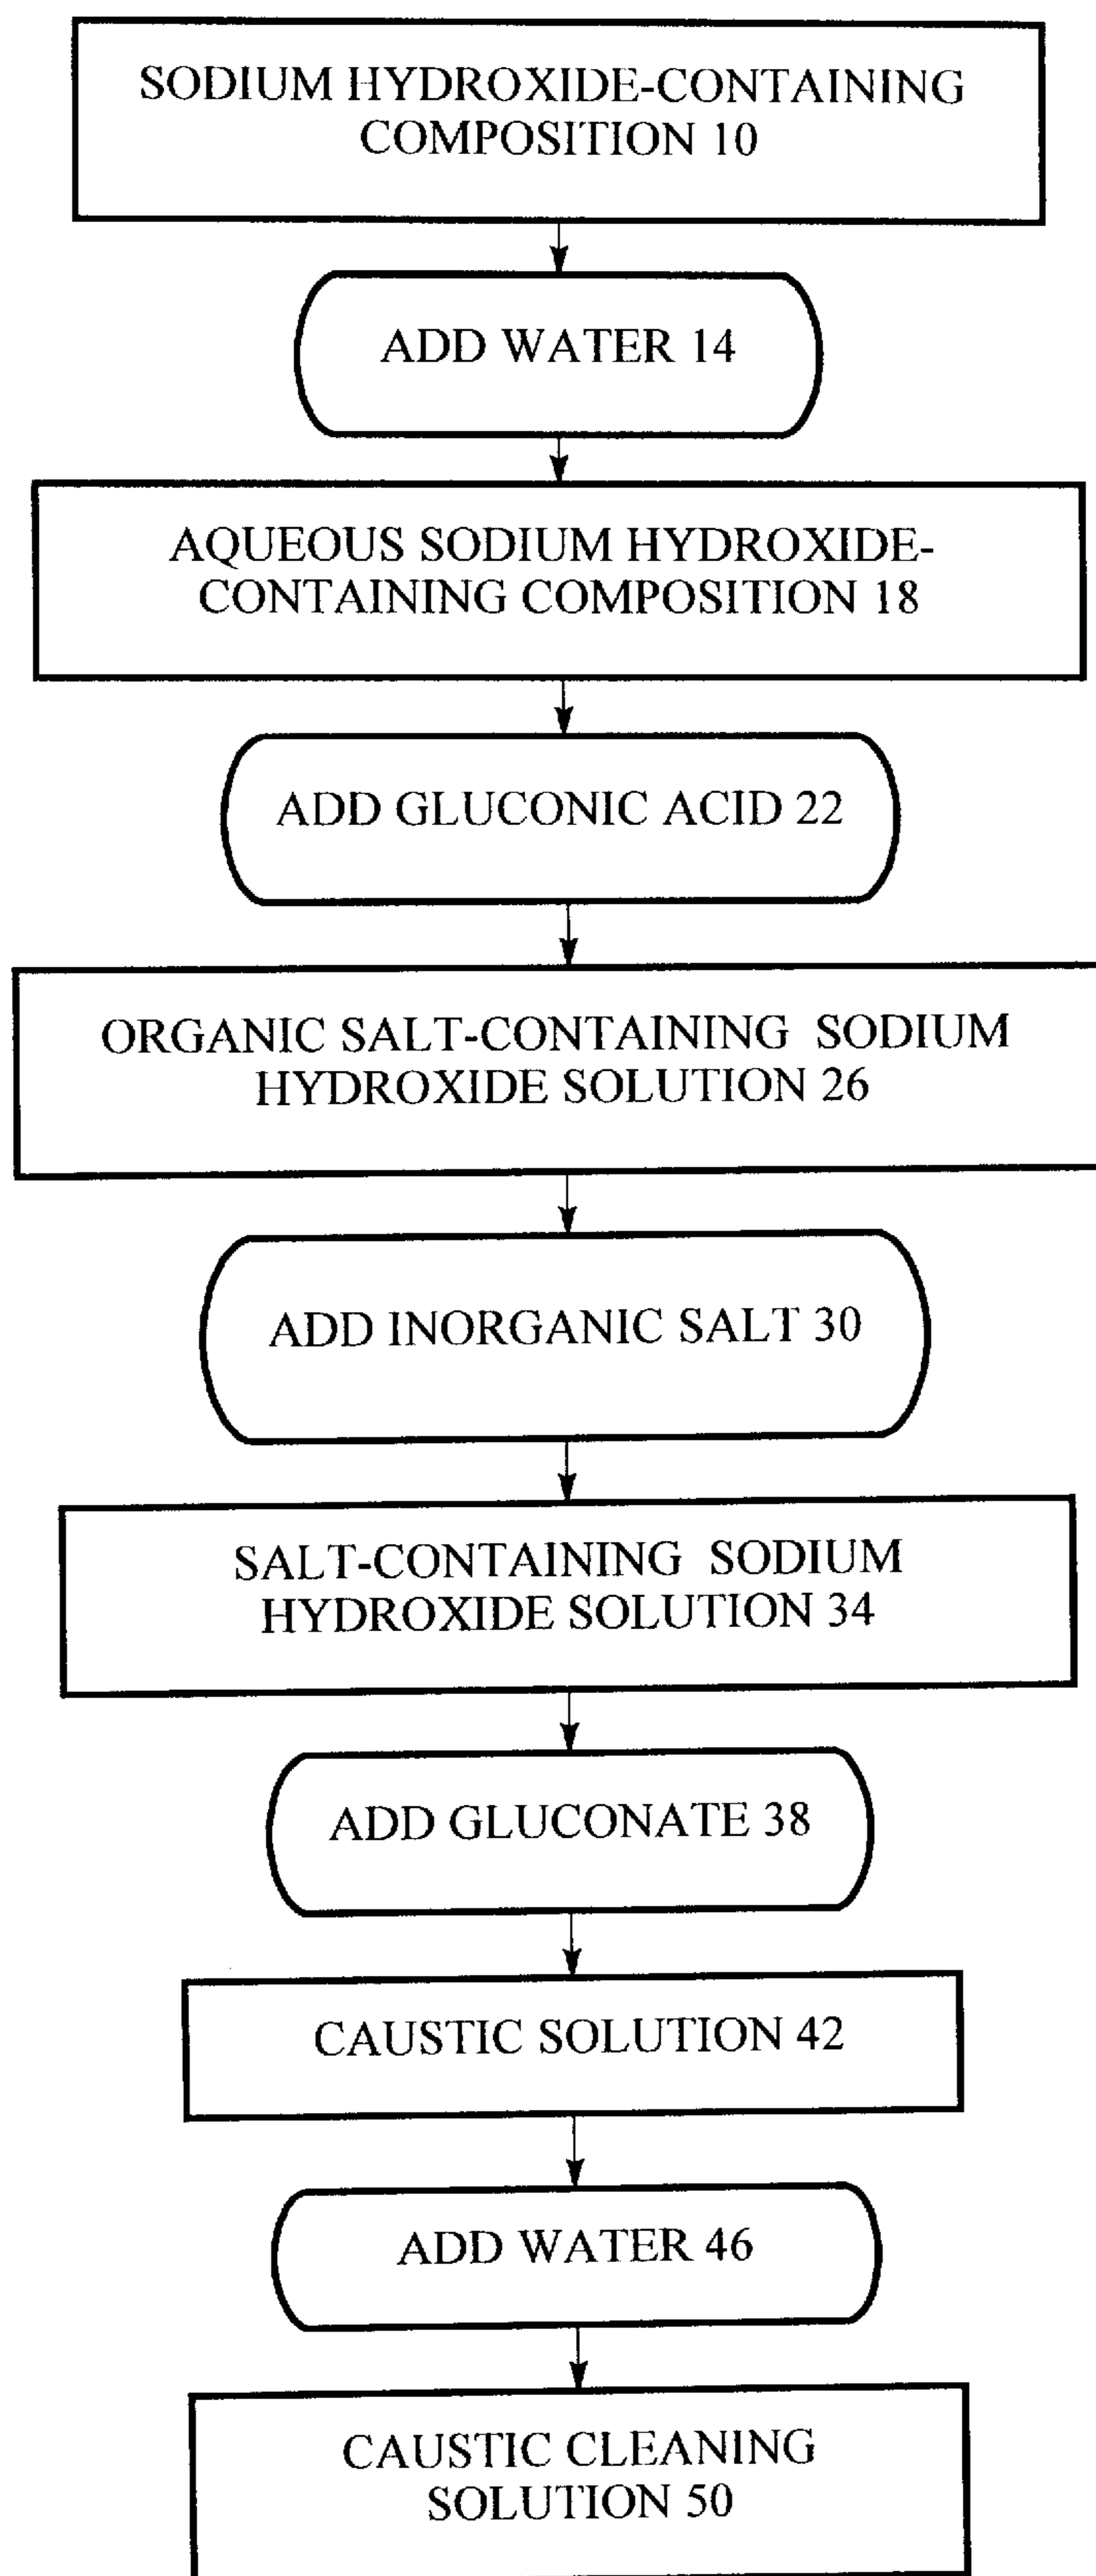 SODIUM HYDROXIDE-CONTAINING
COMPOSITION 10
ADD WATER 14
AQUEOUS SODIUM HYDROXIDE-
CONTAINING COMPOSITION 18
ADD GLUCONIC ACID 22
ORGANIC SALT-CONTAINING SODIUM
HYDROXIDE SOLUTION 26
ADD INORGANIC SALT 30
SALT-CONTAINING SODIUM
HYDROXIDE SOLUTION 34
ADD GLUCONATE 38
CAUSTIC SOLUTION 42
ADD WATER 46
CAUSTIC CLEANING
SOLUTION 50